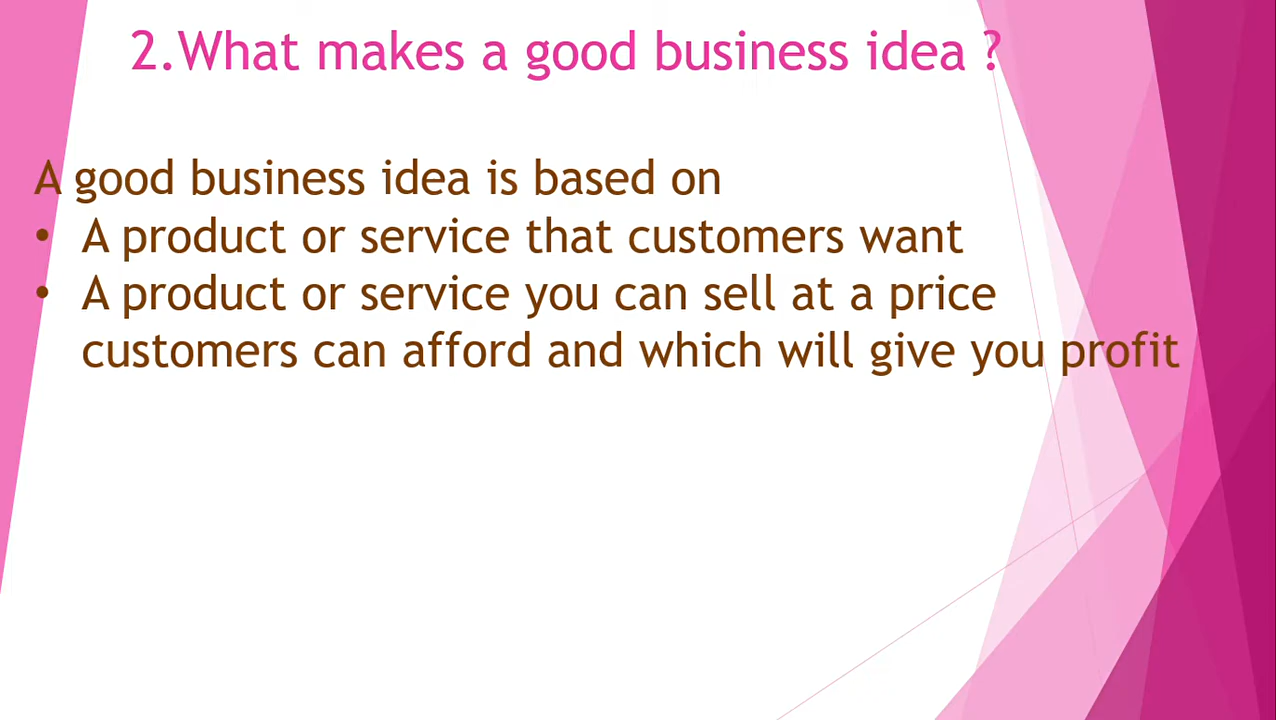 2.What makes a good business idea ?
A good business idea is based on
• A product or service that customers want
• A product or service you can sell at a price
customers can afford and which will give you profit